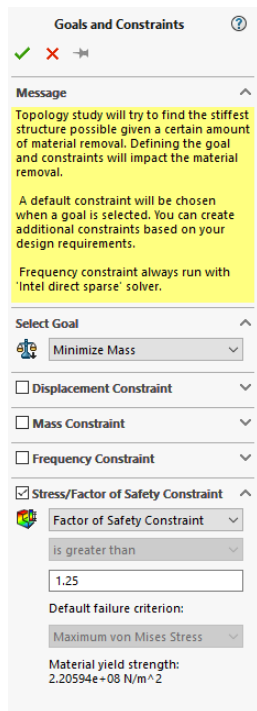 Goals and Constraints
Message
Topology study will try to find the stiffest
structure possible given a certain amount
of material removal. Defining the goal
and constraints will impact the material
removal.
A default constraint will be chosen
when a goal is selected. You can create
additional constraints based on your
design requirements.
Frequency constraint always run with
'Intel direct sparse' solver.
Select Goal
Minimize Mass
Displacement Constraint
Mass Constraint
Frequency Constraint
Stress/Factor of Safety Constraint
Factor of Safety Constraint
is greater than
1.25
Default failure criterion:
Maximum von Mises Stress
Material yield strength:
2.20594e+08 N/m^2